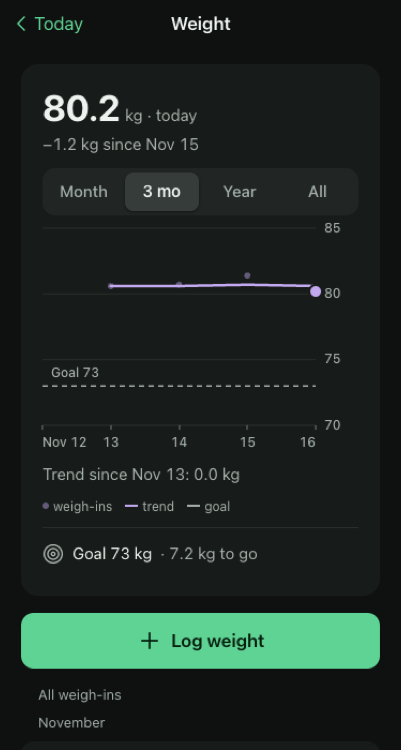 Today
Weight
80.2 kg · today
−1.2 kg since Nov 15
Month 3 mo Year All
85
80
75
Goal 73
70
Nov 12 13 14 15 16
Trend since Nov 13: 0.0 kg
weigh-ins trend goal
Goal 73 kg · 7.2 kg to go
+ Log weight
All weigh-ins
November